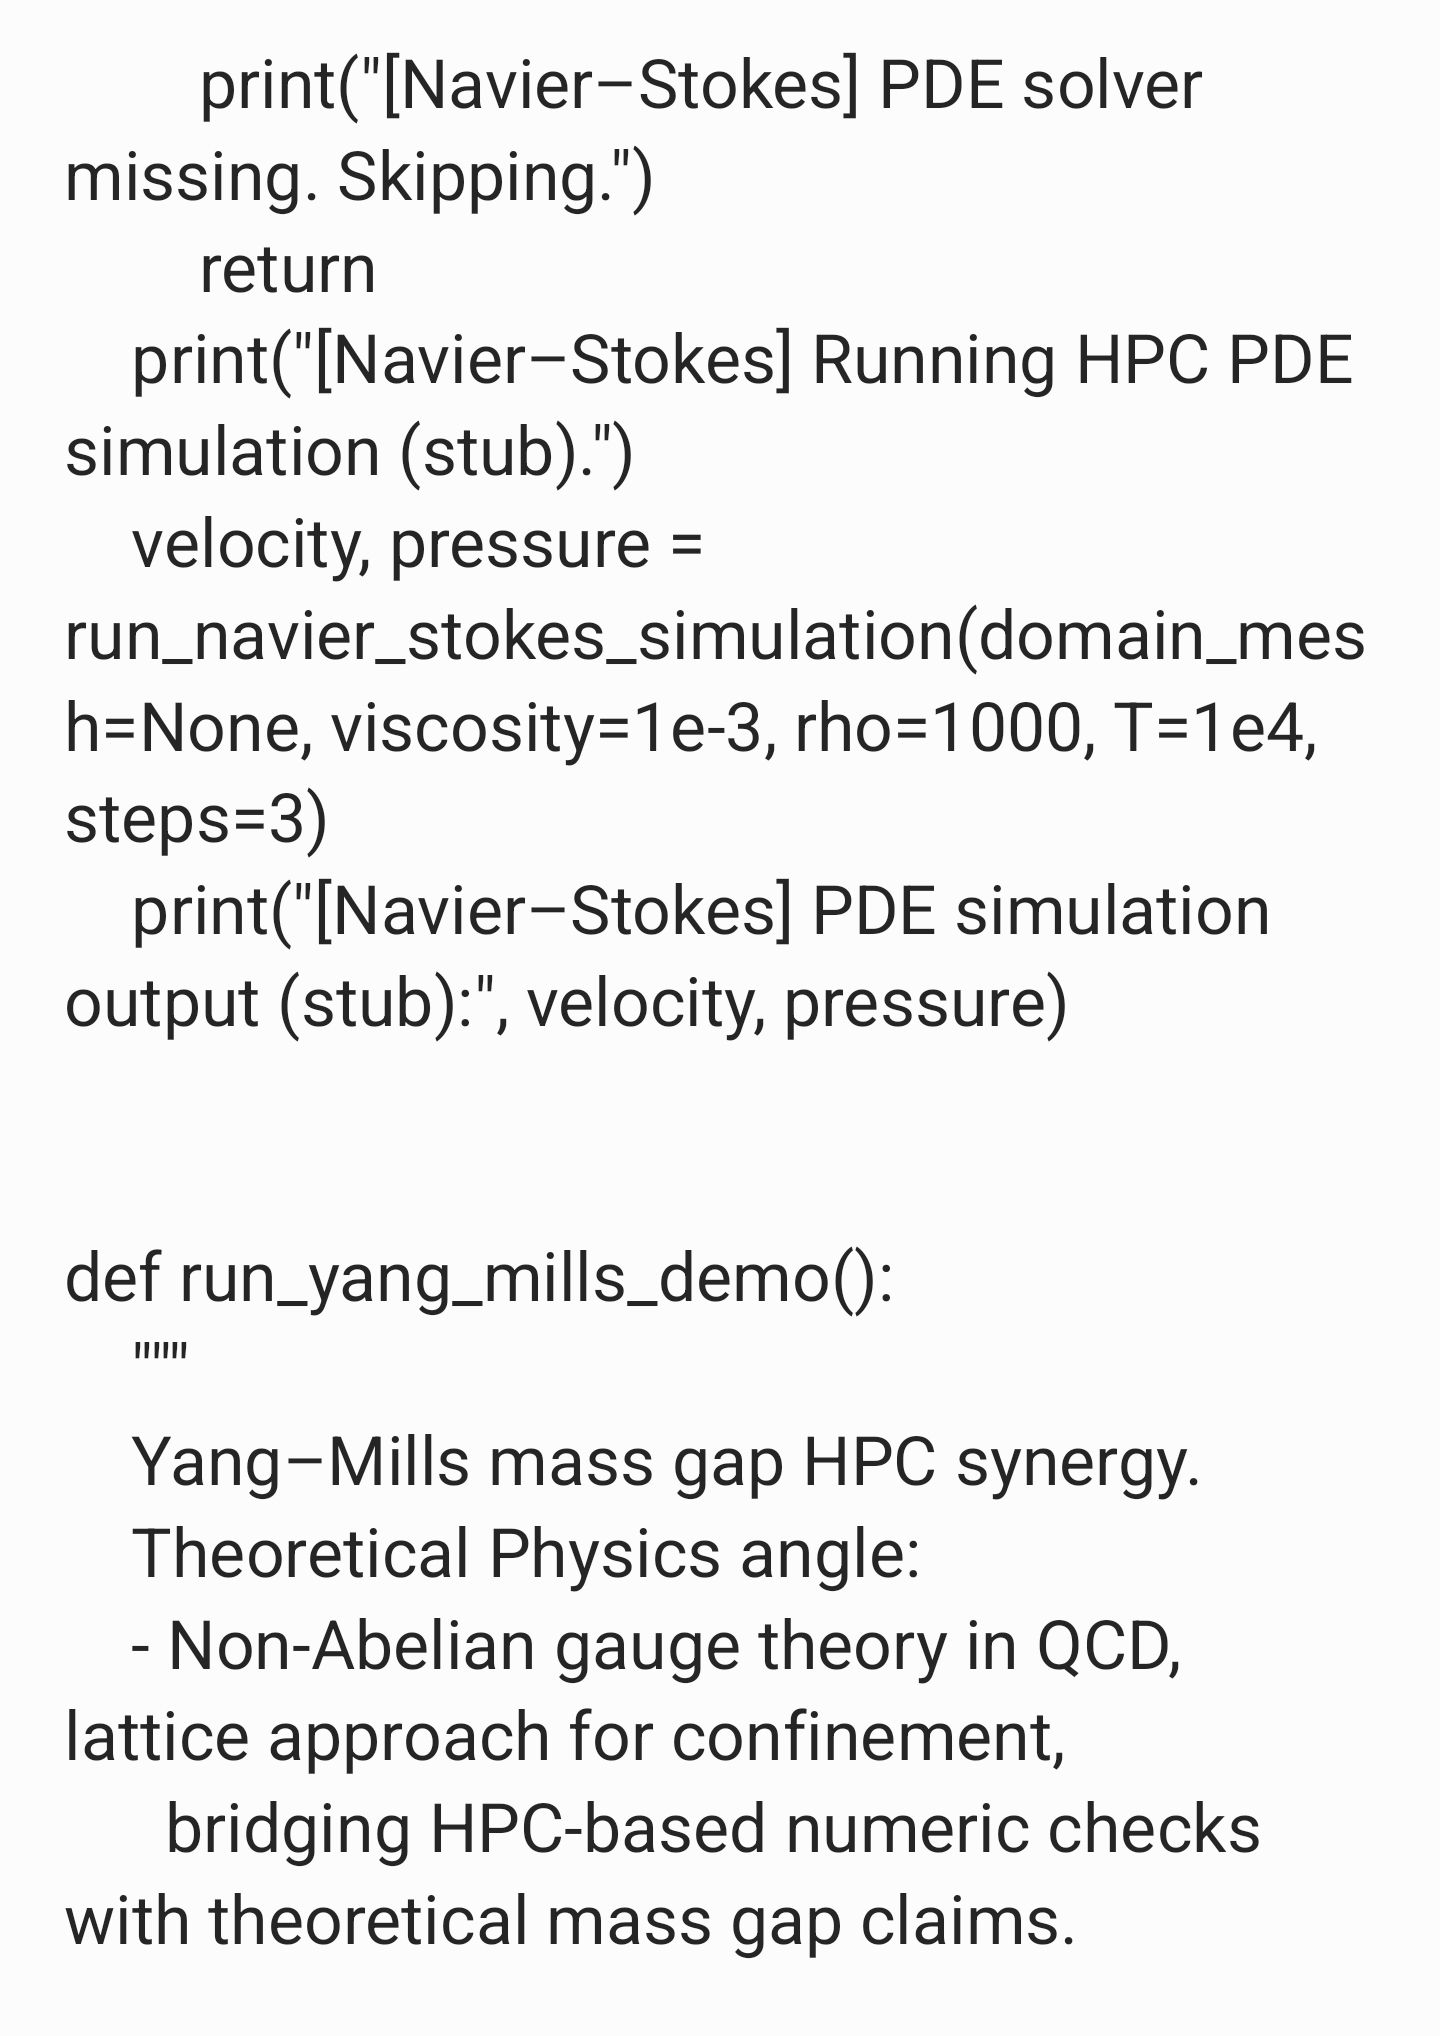 print("[Navier–Stokes] PDE solver
missing. Skipping.")
return
print("[Navier–Stokes] Running HPC PDE
simulation (stub).")
velocity, pressure =
run_navier_stokes_simulation(domain_mes
h=None, viscosity=1e-3, rho=1000, T=1e4,
steps=3)
print("[Navier–Stokes] PDE simulation
output (stub):", velocity, pressure)
def run_yang_mills_demo():
"""
Yang–Mills mass gap HPC synergy.
Theoretical Physics angle:
- Non-Abelian gauge theory in QCD,
lattice approach for confinement,
bridging HPC-based numeric checks
with theoretical mass gap claims.